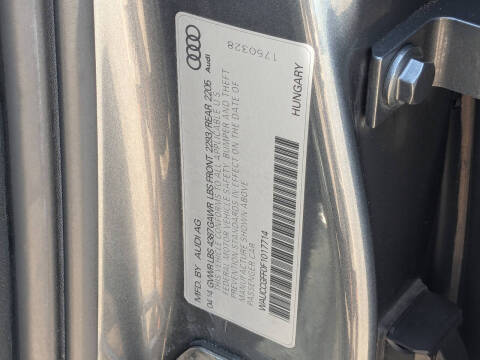 MFD. BY AUDI AG
04/14 GVWR LBS 4387 GAWR LBS FRONT 2293/REAR 2205
THIS VEHICLE CONFORMS TO ALL APPLICABLE U.S.
FEDERAL MOTOR VEHICLE SAFETY, BUMPER AND THEFT
PREVENTION STANDARDS IN EFFECT ON THE DATE OF
MANUFACTURE SHOWN ABOVE
PASSENGER CAR
WAUCGFF0F1017714
HUNGARY
Audi
1750328